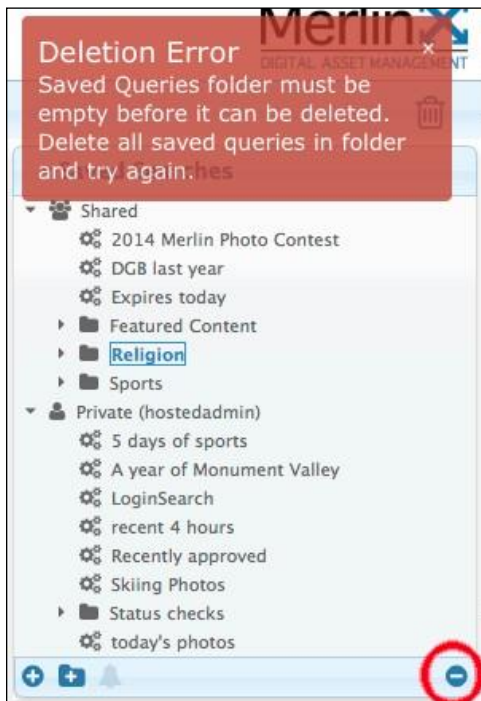 MerlinX
DIGITAL ASSET MANAGEMENT
Deletion Error
×
Saved Queries folder must be
empty before it can be deleted.
Delete all saved queries in folder
and try again.
Saved Searches
Shared
2014 Merlin Photo Contest
DGB last year
Expires today
Featured Content
Religion
Sports
Private (hostedadmin)
5 days of sports
A year of Monument Valley
LoginSearch
recent 4 hours
Recently approved
Skiing Photos
Status checks
today's photos